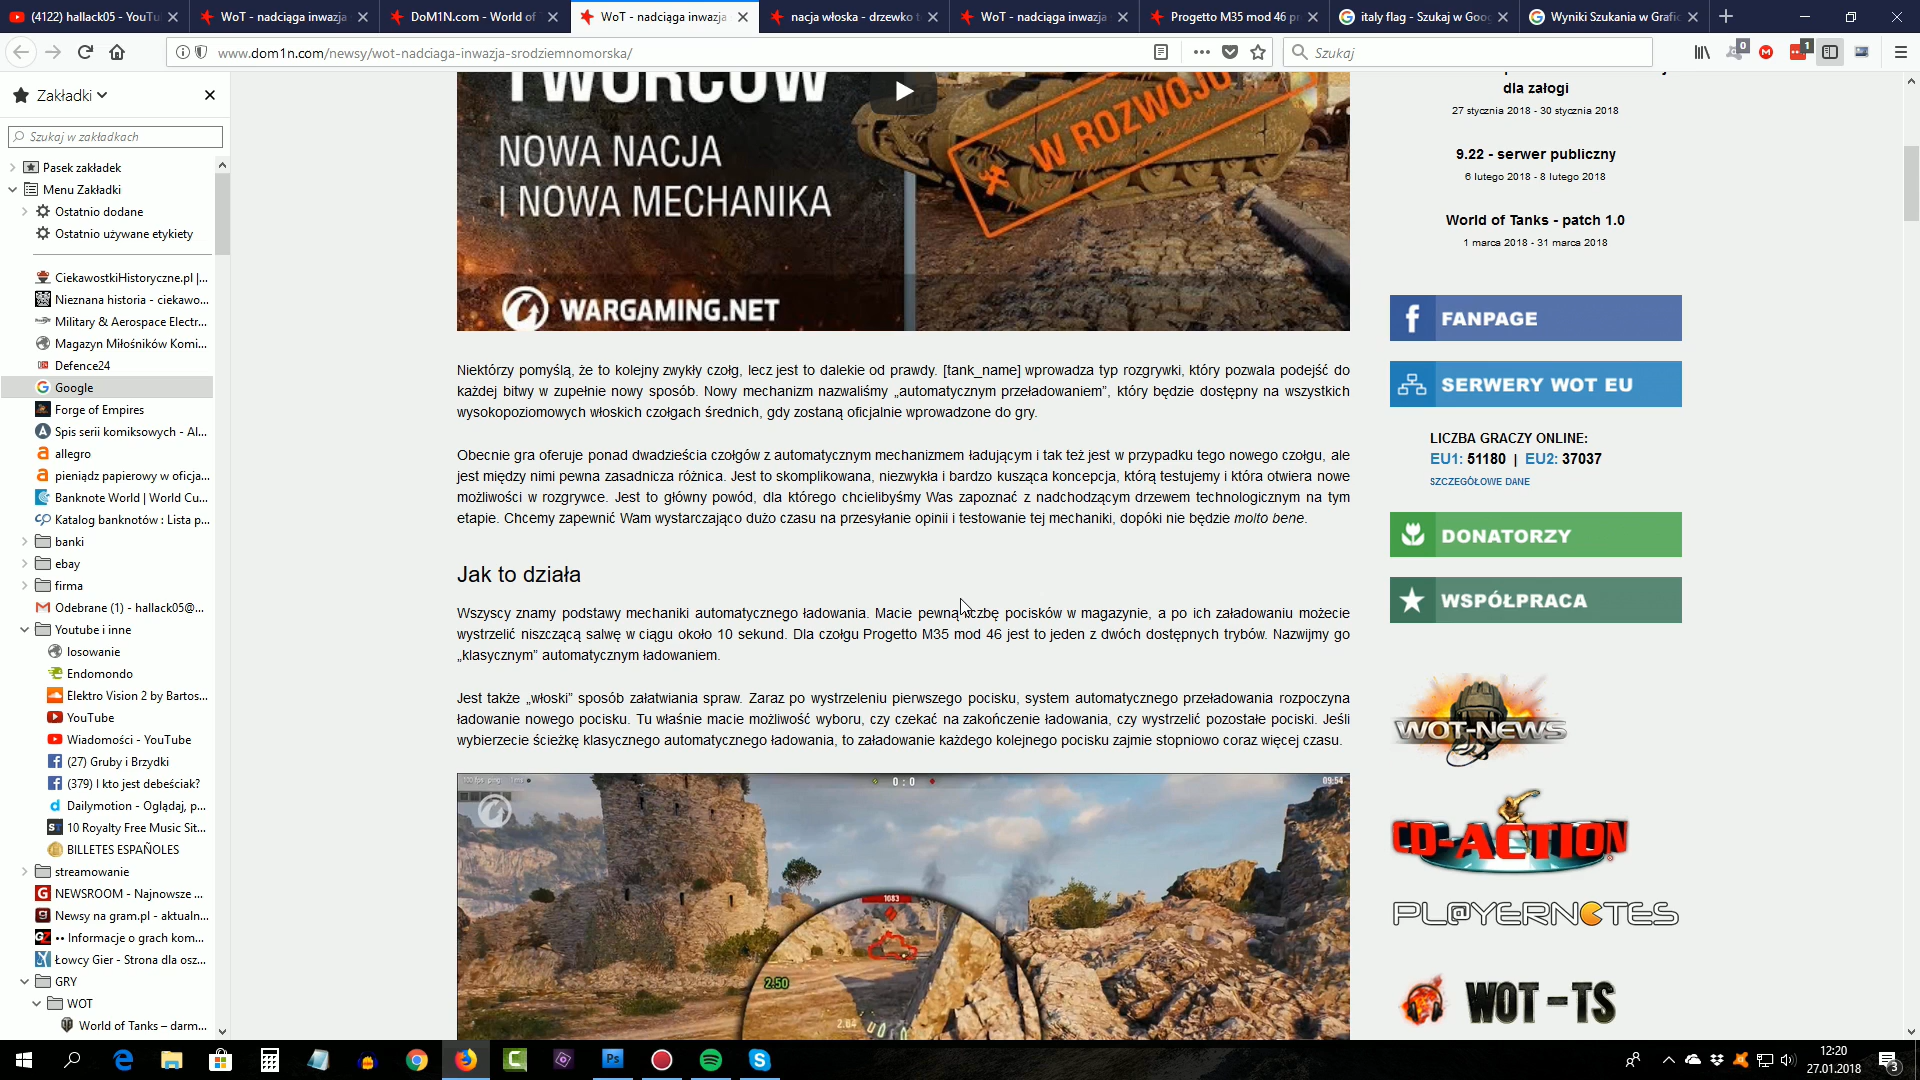 (4122) hallack05 - YouTu
WoT - nadciąga inwazja
DoM1N.com - World of
WoT - nadciąga inwazja
nacja włoska - drzewko t
WoT - nadciąga inwazja
Progetto M35 mod 46 pr
italy flag - Szukaj w Goog
Wyniki Szukania w Grafic
www.dom1n.com/newsy/wot-nadciaga-inwazja-srodziemnomorska/
Szukaj
0
1
Zakładki
Szukaj w zakładkach
Pasek zakładek
Menu Zakładki
Ostatnio dodane
Ostatnio używane etykiety
CiekawostkiHistoryczne.pl |...
Nieznana historia - ciekawo...
Military & Aerospace Electr...
Magazyn Miłośników Komi...
Defence24
Google
Forge of Empires
Spis serii komiksowych - Al...
allegro
pieniądz papierowy w oficja...
Banknote World | World Cu...
Katalog banknotów : Lista p...
banki
ebay
firma
Odebrane (1) - hallack05@...
Youtube i inne
losowanie
Endomondo
Elektro Vision 2 by Bartos...
YouTube
Wiadomości - YouTube
(27) Gruby i Brzydki
(379) I kto jest debeściak?
Dailymotion - Oglądaj, p...
10 Royalty Free Music Sit...
BILLETES ESPAÑOLES
streamowanie
NEWSROOM - Najnowsze ...
Newsy na gram.pl - aktualn...
•• Informacje o grach kom...
Łowcy Gier - Strona dla osz...
GRY
WOT
World of Tanks – darm...
TWÓRCÓW
NOWA NACJA
I NOWA MECHANIKA
W ROZWOJU
WARGAMING.NET
Niektórzy pomyślą, że to kolejny zwykły czołg, lecz jest to dalekie od prawdy. [tank_name] wprowadza typ rozgrywki, który pozwala podejść do
każdej bitwy w zupełnie nowy sposób. Nowy mechanizm nazwaliśmy „automatycznym przeładowaniem”, który będzie dostępny na wszystkich
wysokopoziomowych włoskich czołgach średnich, gdy zostaną oficjalnie wprowadzone do gry.
Obecnie gra oferuje ponad dwadzieścia czołgów z automatycznym mechanizmem ładującym i tak też jest w przypadku tego nowego czołgu, ale
jest między nimi pewna zasadnicza różnica. Jest to skomplikowana, niezwykła i bardzo kusząca koncepcja, którą testujemy i która otwiera nowe
możliwości w rozgrywce. Jest to główny powód, dla którego chcielibyśmy Was zapoznać z nadchodzącym drzewem technologicznym na tym
etapie. Chcemy zapewnić Wam wystarczająco dużo czasu na przesyłanie opinii i testowanie tej mechaniki, dopóki nie będzie molto bene.
Jak to działa
Wszyscy znamy podstawy mechaniki automatycznego ładowania. Macie pewną liczbę pocisków w magazynie, a po ich załadowaniu możecie
wystrzelić niszczącą salwę w ciągu około 10 sekund. Dla czołgu Progetto M35 mod 46 jest to jeden z dwóch dostępnych trybów. Nazwijmy go
„klasycznym” automatycznym ładowaniem.
Jest także „włoski” sposób załatwiania spraw. Zaraz po wystrzeleniu pierwszego pocisku, system automatycznego przeładowania rozpoczyna
ładowanie nowego pocisku. Tu właśnie macie możliwość wyboru, czy czekać na zakończenie ładowania, czy wystrzelić pozostałe pociski. Jeśli
wybierzecie ścieżkę klasycznego automatycznego ładowania, to załadowanie każdego kolejnego pocisku zajmie stopniowo coraz więcej czasu.
0 : 0
09:54
1083
2.50
2.84
dla załogi
27 stycznia 2018 - 30 stycznia 2018
9.22 - serwer publiczny
6 lutego 2018 - 8 lutego 2018
World of Tanks - patch 1.0
1 marca 2018 - 31 marca 2018
FANPAGE
SERWERY WOT EU
LICZBA GRACZY ONLINE:
EU1: 51180 | EU2: 37037
SZCZEGÓŁOWE DANE
DONATORZY
WSPÓŁPRACA
WOT-NEWS
CD-ACTION
PL@YERNOTES
WOT-TS
Ps
12:20
27.01.2018
3